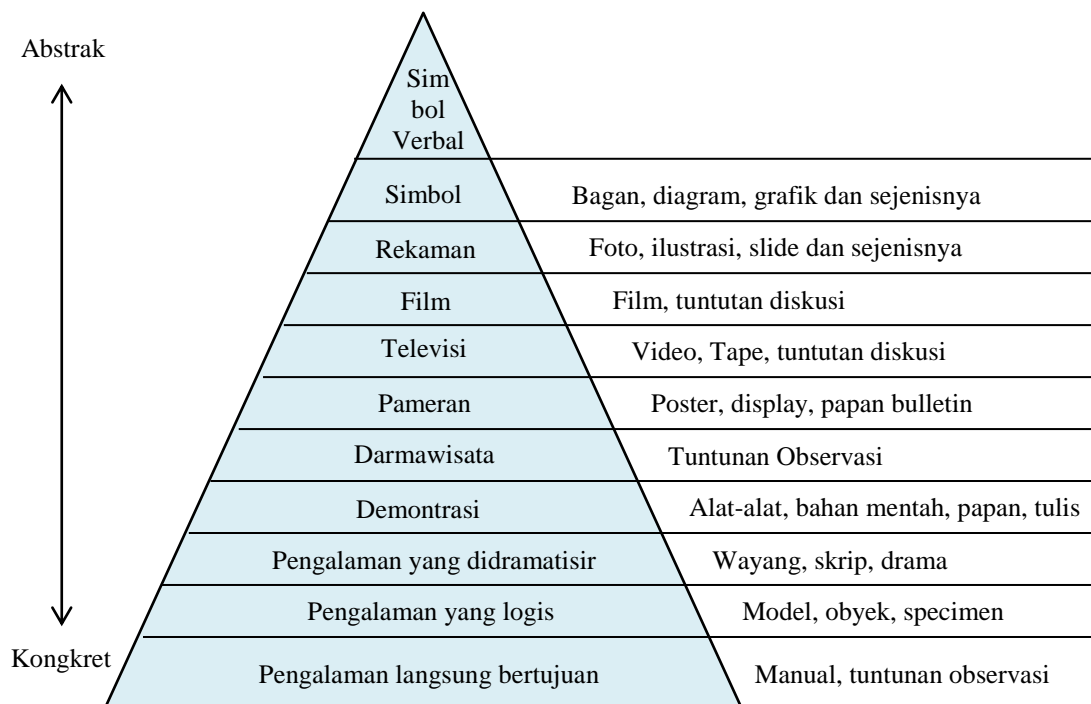 Abstrak
Sim
bol
Verbal
Simbol Bagan, diagram, grafik dan sejenisnya
Rekaman Foto, ilustrasi, slide dan sejenisnya
Film Film, tuntutan diskusi
Televisi Video, Tape, tuntutan diskusi
Pameran Poster, display, papan bulletin
Darmawisata Tuntunan Observasi
Demontrasi Alat-alat, bahan mentah, papan, tulis
Pengalaman yang didramatisir Wayang, skrip, drama
Pengalaman yang logis Model, obyek, specimen
Kongkret
Pengalaman langsung bertujuan Manual, tuntunan observasi